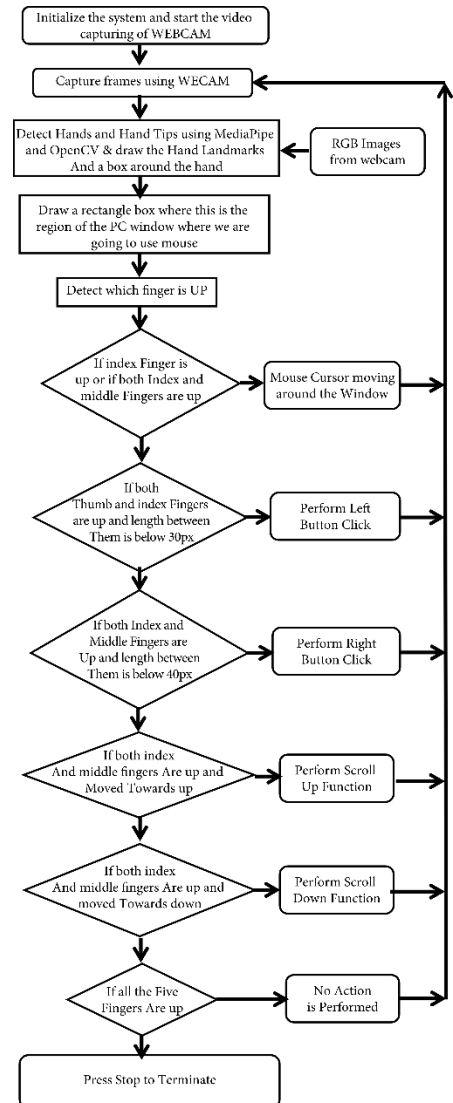 Initialize the system and start the video
capturing of WEBCAM
Capture frames using WECAM
Detect Hands and Hand Tips using MediaPipe
and OpenCV & draw the Hand Landmarks
And a box around the hand
RGB Images
from webcam
Draw a rectangle box where this is the
region of the PC window where we are
going to use mouse
Detect which finger is UP
If index Finger is
up or if both Index and
middle Fingers are up
Mouse Cursor moving
around the Window
If both
Thumb and index Fingers
are up and length between
Them is below 30px
Perform Left
Button Click
If both Index and
Middle Fingers are
Up and length between
Them is below 40px
Perform Right
Button Click
If both index
And middle fingers Are up and
Moved Towards up
Perform Scroll
Up Function
If both index
And middle fingers Are up and
moved Towards down
Perform Scroll
Down Function
If all the Five
Fingers Are up
No Action
is Performed
Press Stop to Terminate